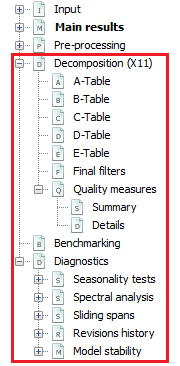 I Input
M Main results
P Pre-processing
D Decomposition (X11)
A A-Table
B B-Table
C C-Table
D D-Table
E E-Table
F Final filters
Q Quality measures
S Summary
D Details
B Benchmarking
D Diagnostics
S Seasonality tests
S Spectral analysis
S Sliding spans
R Revisions history
M Model stability